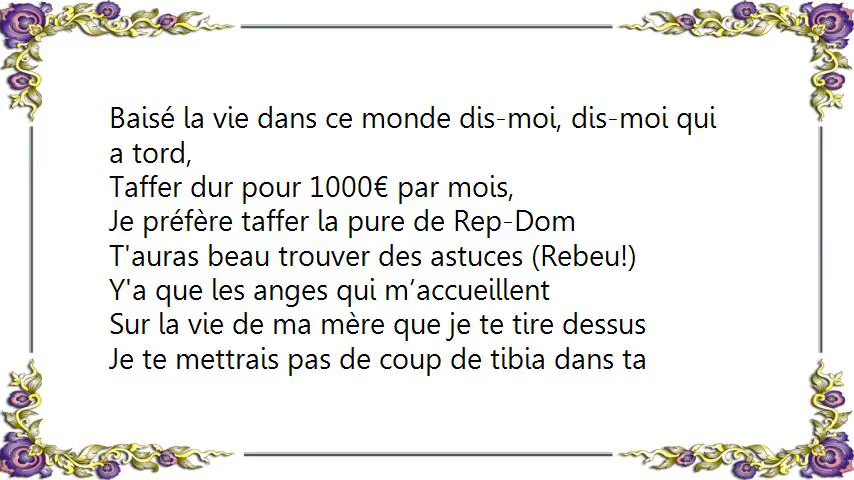 Baisé la vie dans ce monde dis-moi, dis-moi qui
a tord,
Taffer dur pour 1000€ par mois,
Je préfère taffer la pure de Rep-Dom
T'auras beau trouver des astuces (Rebeu!)
Y'a que les anges qui m’accueillent
Sur la vie de ma mère que je te tire dessus
Je te mettrais pas de coup de tibia dans ta